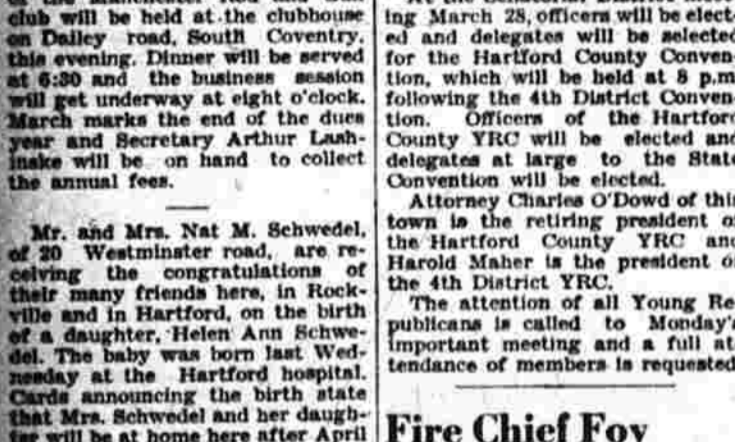 club will be held at the clubhouse
on Dailey road, South Coventry,
this evening. Dinner will be served
at 6:30 and the business session
will get underway at eight o'clock.
March marks the end of the dues
year and Secretary Arthur Lash-
inske will be on hand to collect
the annual fees.
Mr. and Mrs. Nat M. Schwedel,
of 20 Westminster road, are re-
ceiving the congratulations of
their many friends here, in Rock-
ville and in Hartford, on the birth
of a daughter, Helen Ann Schwe-
del. The baby was born last Wed-
nesday at the Hartford hospital.
Cards announcing the birth state
that Mrs. Schwedel and her daugh-
ter will be at home here after April
ing March 28, officers will be elect-
ed and delegates will be selected
for the Hartford County Conven-
tion, which will be held at 8 p.m
following the 4th District Conven-
tion. Officers of the Hartford
County YRC will be elected and
delegates at large to the State
Convention will be elected.
Attorney Charles O'Dowd of this
town is the retiring president of
the Hartford County YRC and
Harold Maher is the president of
the 4th District YRC.
The attention of all Young Re
publicans is called to Monday's
important meeting and a full at
tendance of members is requested
Fire Chief Foy